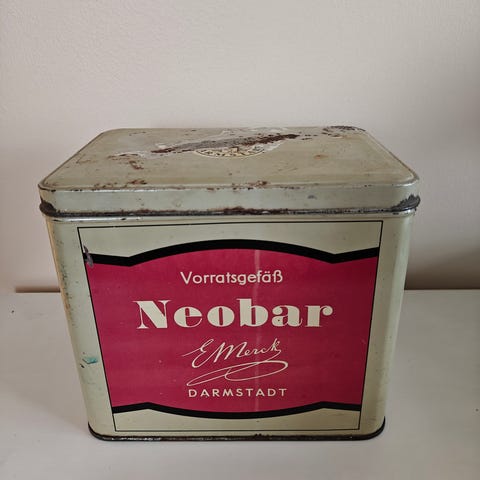 Vorratsgefäß
Neobar
E. Merck
DARMSTADT